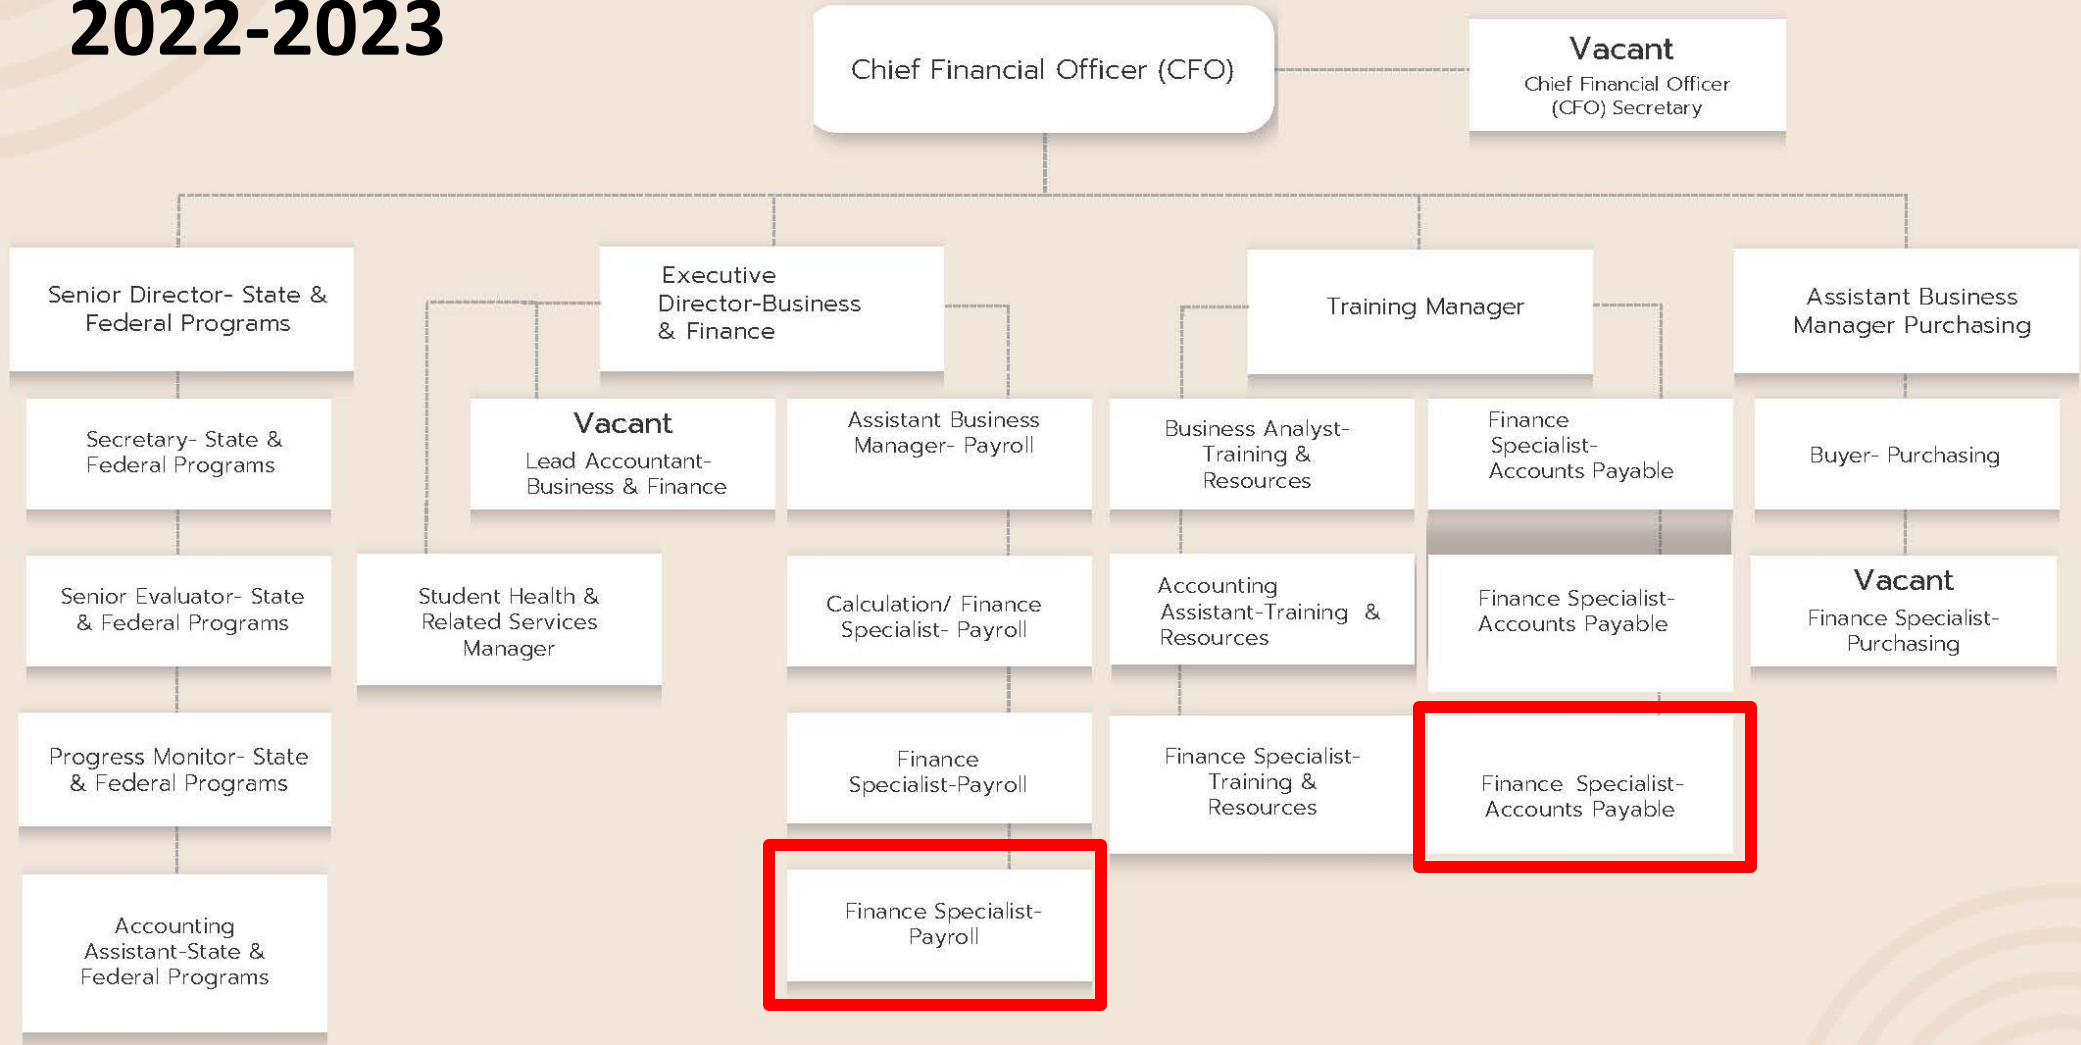 2022-2023
Chief Financial Officer (CFO)
Vacant
Chief Financial Officer
(CFO) Secretary
Senior Director- State &
Federal Programs
Executive
Director-Business
& Finance
Training Manager
Assistant Business
Manager Purchasing
Secretary- State &
Federal Programs
Vacant
Lead Accountant-
Business & Finance
Assistant Business
Manager- Payroll
Business Analyst-
Training &
Resources
Finance
Specialist-
Accounts Payable
Buyer- Purchasing
Senior Evaluator- State
& Federal Programs
Student Health &
Related Services
Manager
Calculation/ Finance
Specialist- Payroll
Accounting
Assistant-Training &
Resources
Finance Specialist-
Accounts Payable
Vacant
Finance Specialist-
Purchasing
Progress Monitor- State
& Federal Programs
Finance
Specialist-Payroll
Finance Specialist-
Training &
Resources
Finance Specialist-
Accounts Payable
Accounting
Assistant-State &
Federal Programs
Finance Specialist-
Payroll